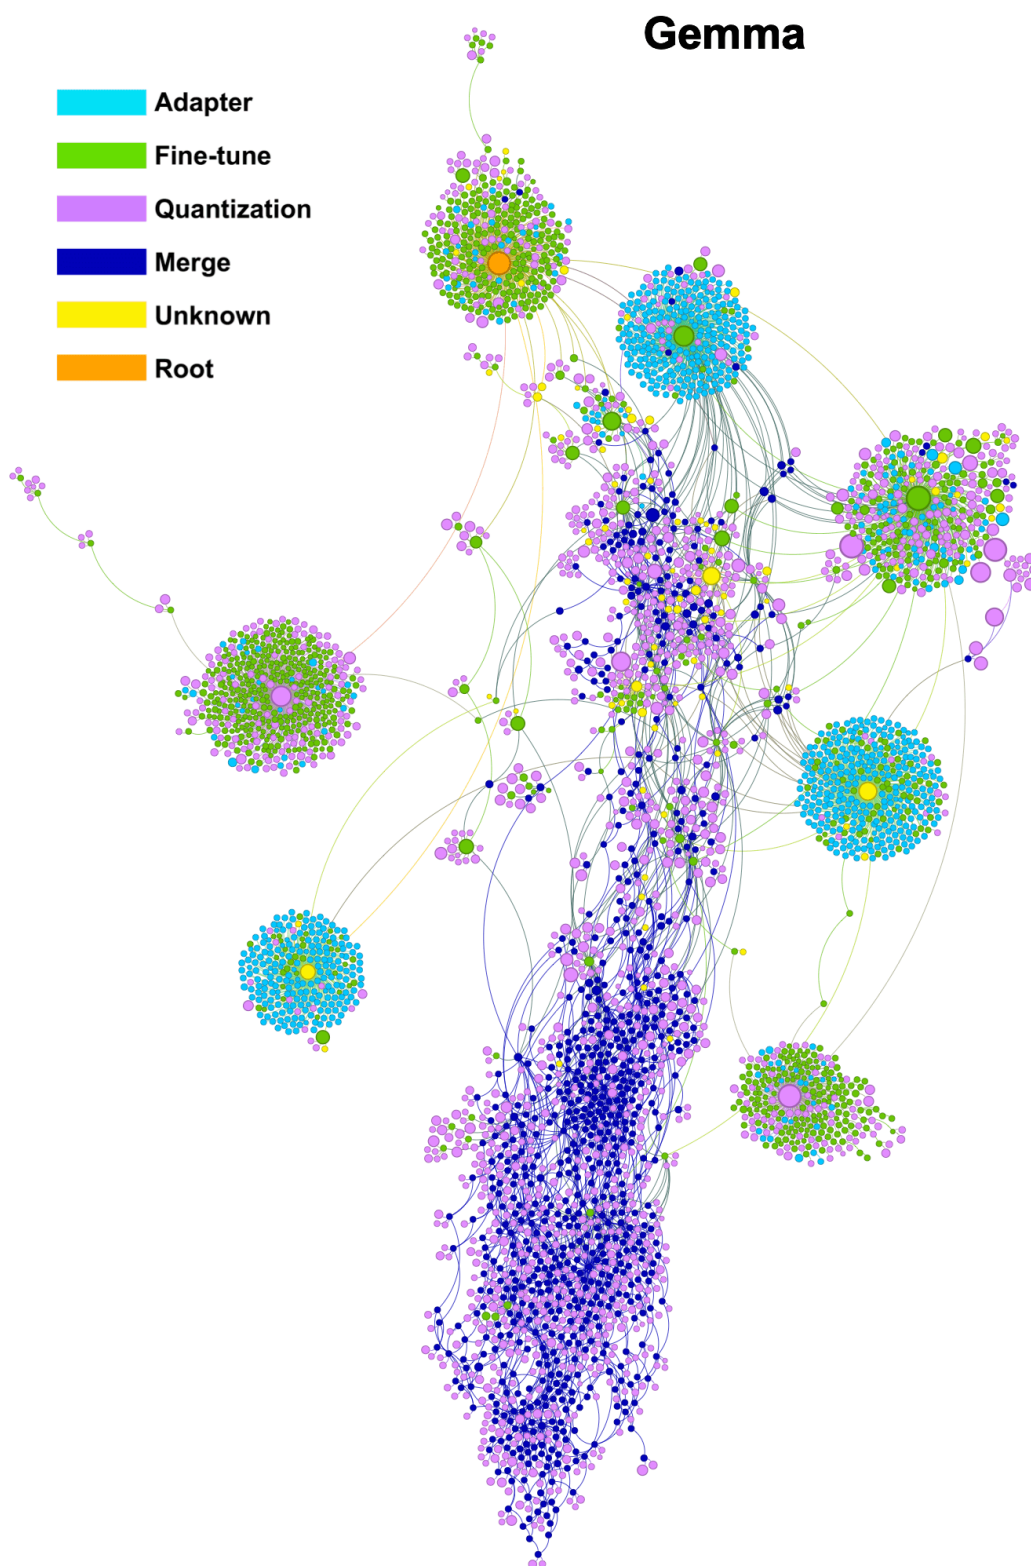 Gemma
Adapter
Fine-tune
Quantization
Merge
Unknown
Root